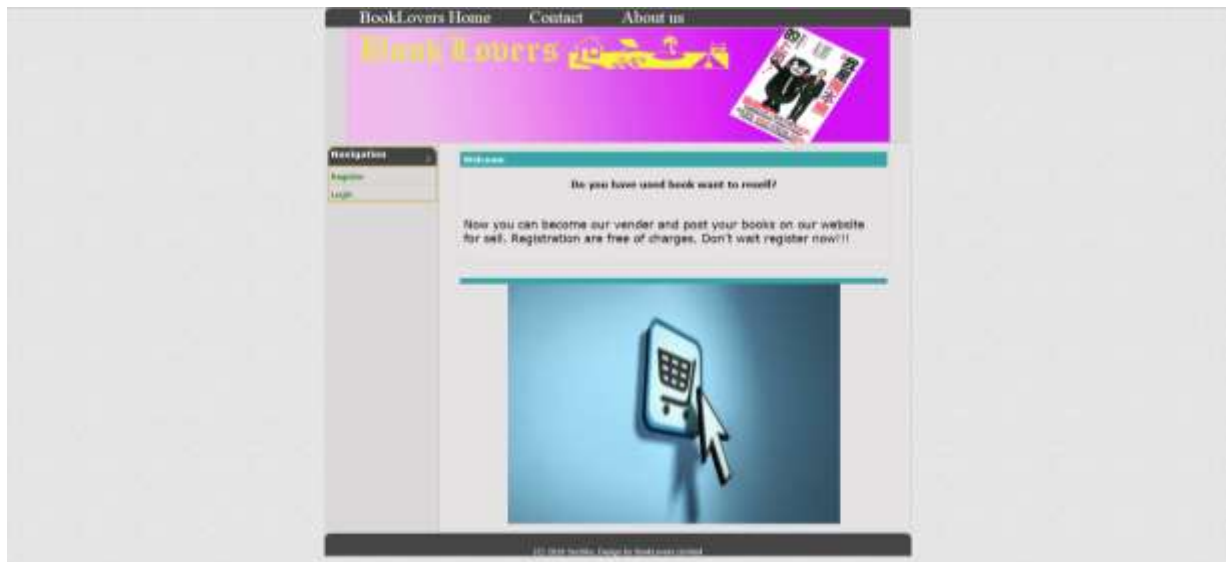 BookLovers Home Contact About us
Book Lovers
Navigation
Register
Login
Welcome
Do you have used book want to resell?
Now you can become our vender and post your books on our website
for sell. Registration are free of charges. Don't wait register now!!!